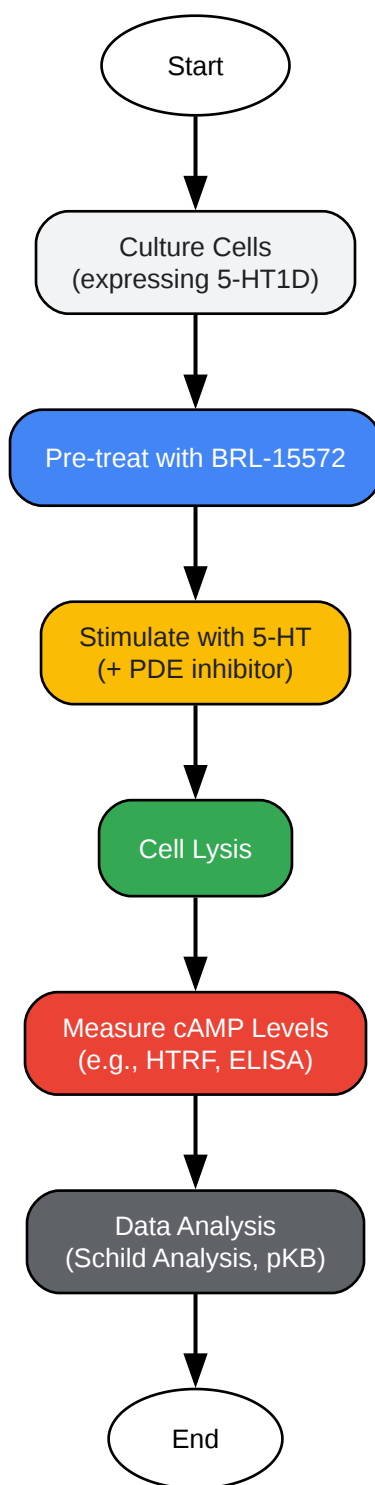 Start
Culture Cells
(expressing 5-HT1D)
Pre-treat with BRL-15572
Stimulate with 5-HT
(+ PDE inhibitor)
Cell Lysis
Measure cAMP Levels
(e.g., HTRF, ELISA)
Data Analysis
(Schild Analysis, pKB)
End